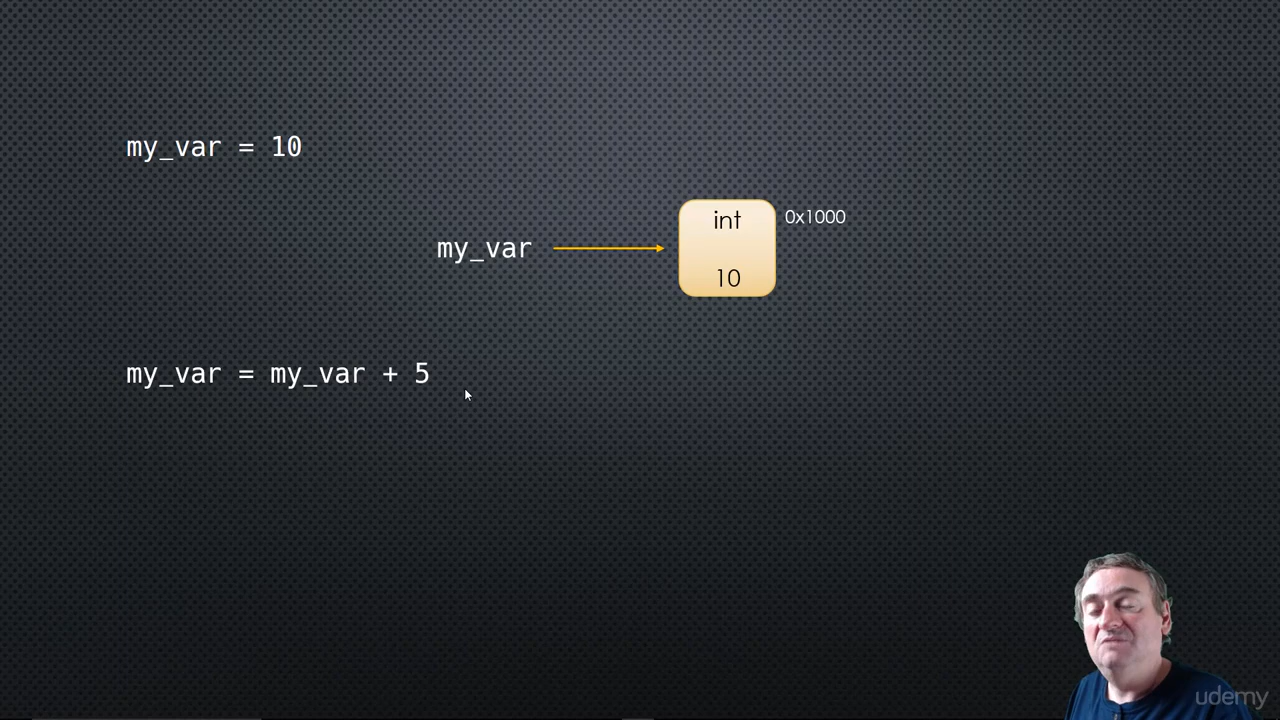 my_var = 10
int
0x1000
my_var
10
my_var = my_var + 5
udemy